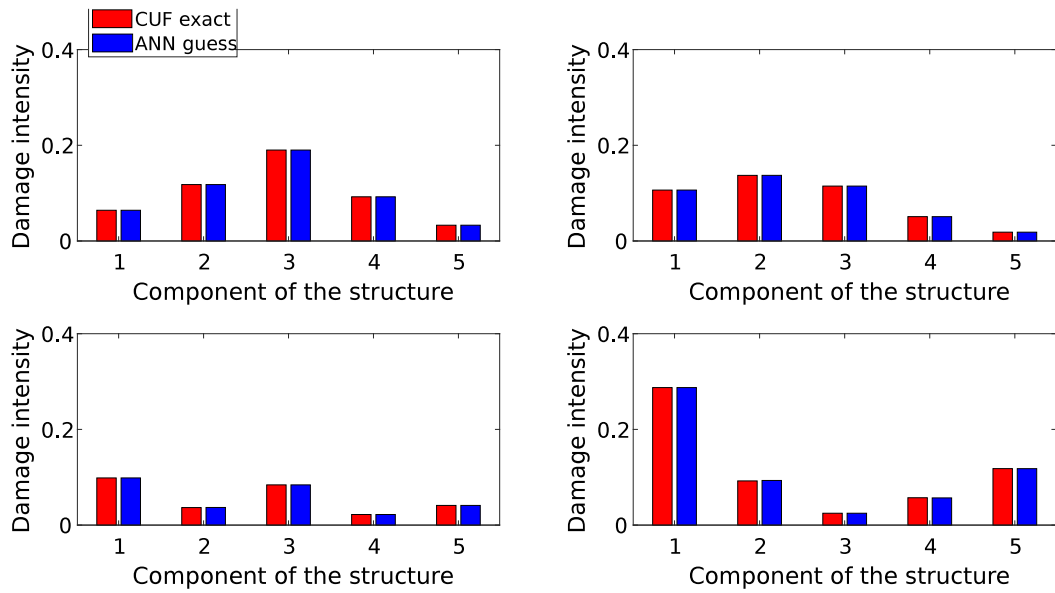 CUF exact
ANN guess
Damage intensity
0.4
0.2
0
1 2 3 4 5
Component of the structure
Damage intensity
0.4
0.2
0
1 2 3 4 5
Component of the structure
Damage intensity
0.4
0.2
0
1 2 3 4 5
Component of the structure
Damage intensity
0.4
0.2
0
1 2 3 4 5
Component of the structure